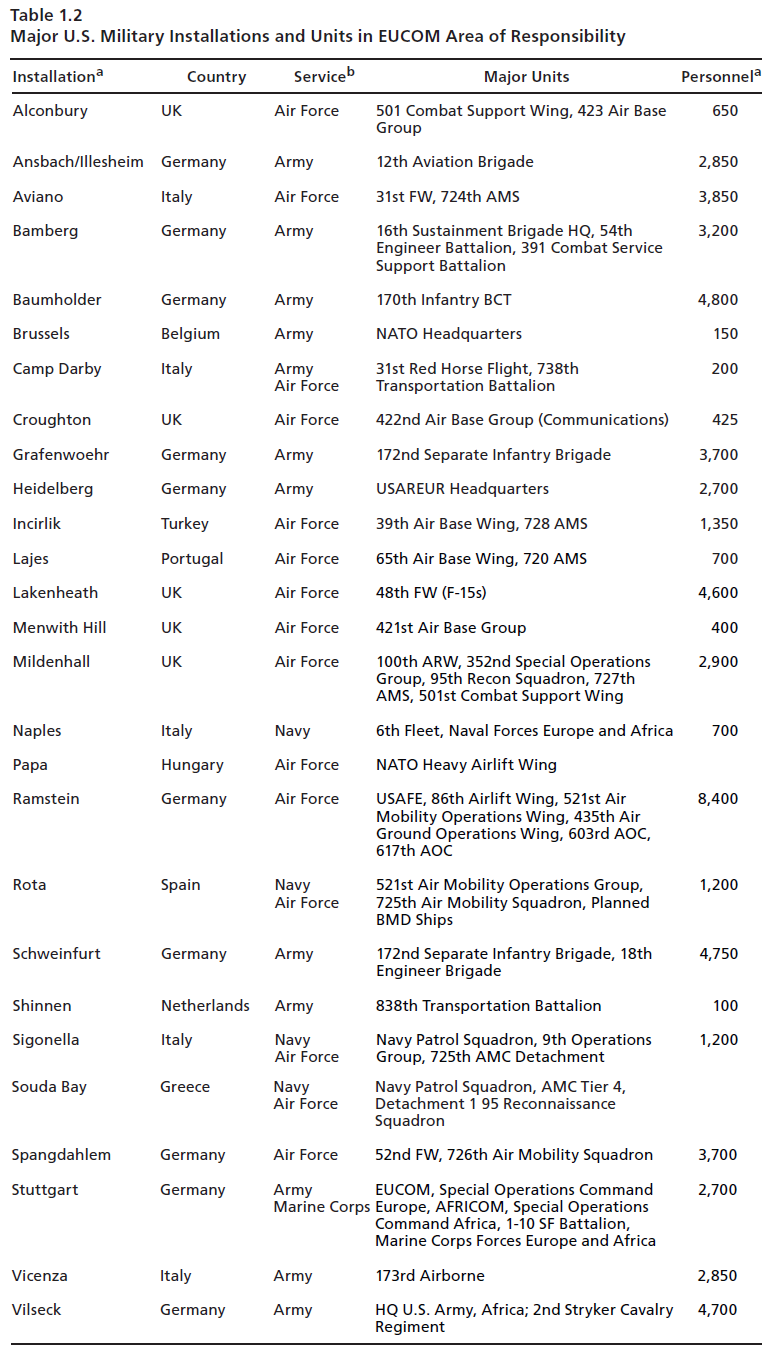 Table 1.2
Major U.S. Military Installations and Units in EUCOM Area of Responsibility
Installationa Country Serviceb Major Units Personnela
Alconbury UK Air Force 501 Combat Support Wing, 423 Air Base 650
Group
Ansbach/Illesheim Germany Army 12th Aviation Brigade 2,850
Aviano Italy Air Force 31st FW, 724th AMS 3,850
Bamberg Germany Army 16th Sustainment Brigade HQ, 54th 3,200
Engineer Battalion, 391 Combat Service
Support Battalion
Baumholder Germany Army 170th Infantry BCT 4,800
Brussels Belgium Army NATO Headquarters 150
Camp Darby Italy Army 31st Red Horse Flight, 738th 200
Air Force Transportation Battalion
Croughton UK Air Force 422nd Air Base Group (Communications) 425
Grafenwoehr Germany Army 172nd Separate Infantry Brigade 3,700
Heidelberg Germany Army USAREUR Headquarters 2,700
Incirlik Turkey Air Force 39th Air Base Wing, 728 AMS 1,350
Lajes Portugal Air Force 65th Air Base Wing, 720 AMS 700
Lakenheath UK Air Force 48th FW (F-15s) 4,600
Menwith Hill UK Air Force 421st Air Base Group 400
Mildenhall UK Air Force 100th ARW, 352nd Special Operations 2,900
Group, 95th Recon Squadron, 727th
AMS, 501st Combat Support Wing
Naples Italy Navy 6th Fleet, Naval Forces Europe and Africa 700
Papa Hungary Air Force NATO Heavy Airlift Wing
Ramstein Germany Air Force USAFE, 86th Airlift Wing, 521st Air 8,400
Mobility Operations Wing, 435th Air
Ground Operations Wing, 603rd AOC,
617th AOC
Rota Spain Navy 521st Air Mobility Operations Group, 1,200
Air Force 725th Air Mobility Squadron, Planned
BMD Ships
Schweinfurt Germany Army 172nd Separate Infantry Brigade, 18th 4,750
Engineer Brigade
Shinnen Netherlands Army 838th Transportation Battalion 100
Sigonella Italy Navy Navy Patrol Squadron, 9th Operations 1,200
Air Force Group, 725th AMC Detachment
Souda Bay Greece Navy Navy Patrol Squadron, AMC Tier 4,
Air Force Detachment 1 95 Reconnaissance
Squadron
Spangdahlem Germany Air Force 52nd FW, 726th Air Mobility Squadron 3,700
Stuttgart Germany Army EUCOM, Special Operations Command 2,700
Marine Corps Europe, AFRICOM, Special Operations
Command Africa, 1-10 SF Battalion,
Marine Corps Forces Europe and Africa
Vicenza Italy Army 173rd Airborne 2,850
Vilseck Germany Army HQ U.S. Army, Africa; 2nd Stryker Cavalry 4,700
Regiment